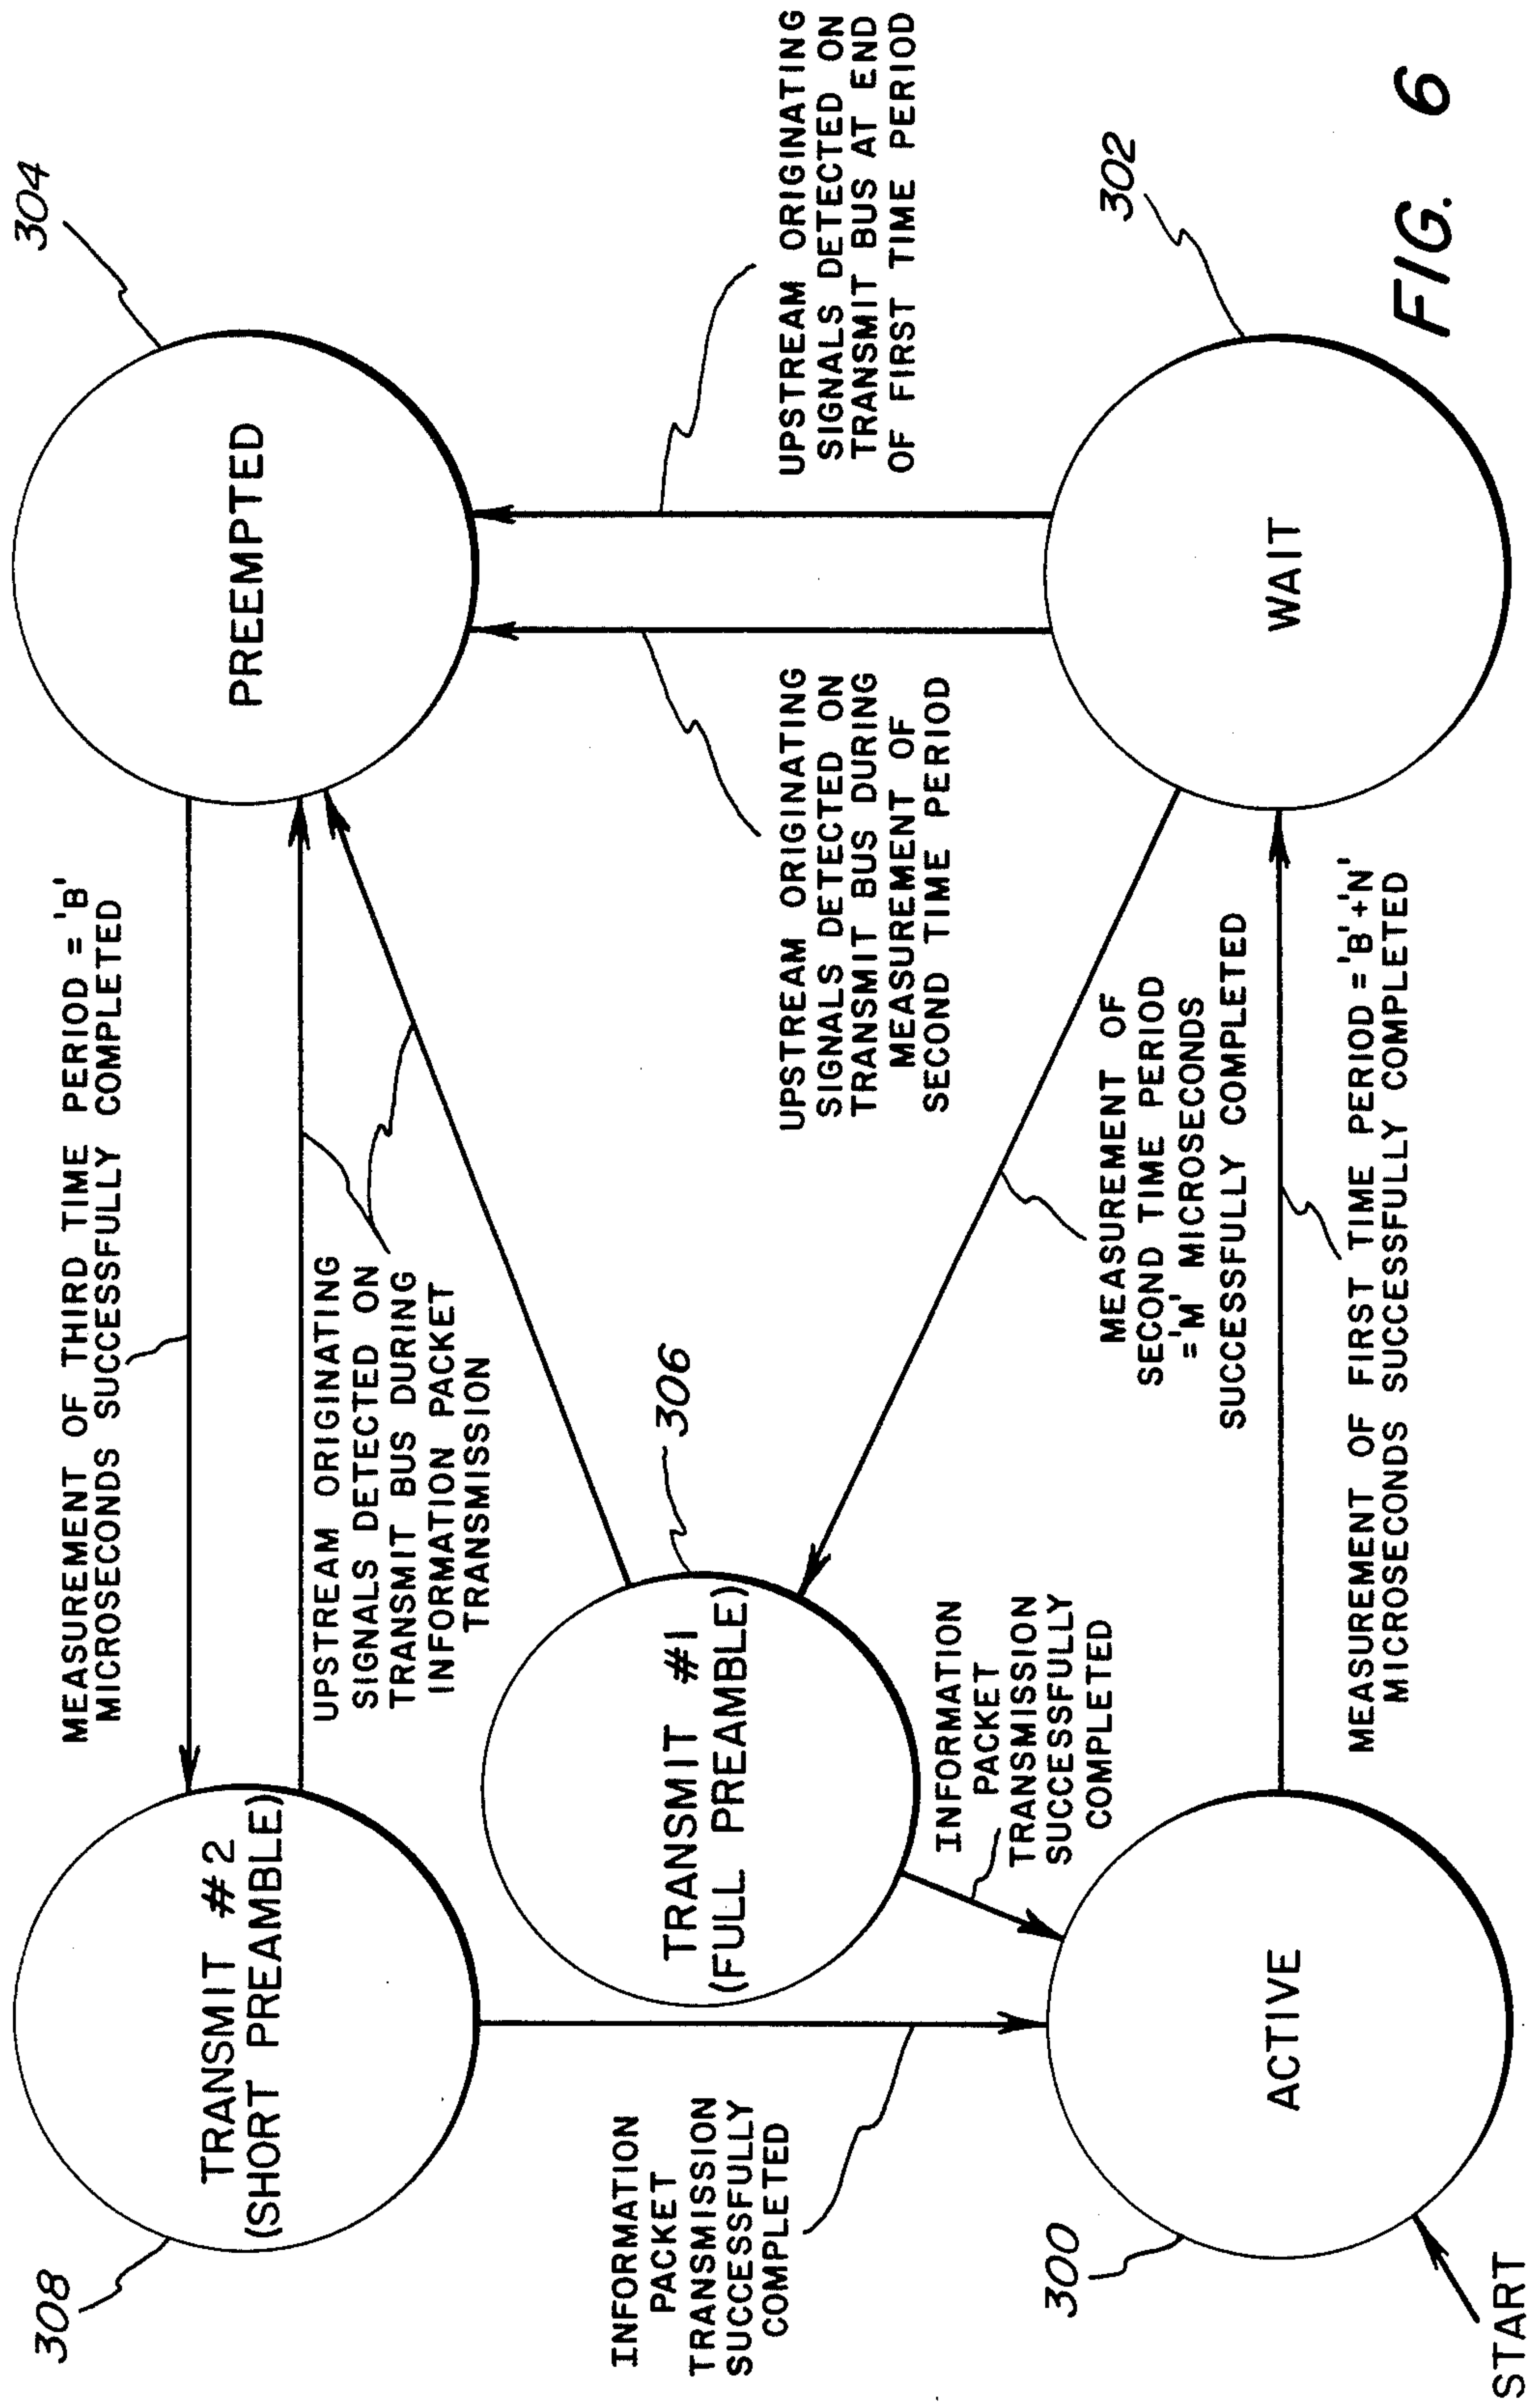 308
TRANSMIT #2
(SHORT PREAMBLE)
MEASUREMENT OF THIRD TIME PERIOD = 'B'
MICROSECONDS SUCCESSFULLY COMPLETED
304
PREEMPTED
UPSTREAM ORIGINATING
SIGNALS DETECTED ON
TRANSMIT BUS DURING
INFORMATION PACKET
TRANSMISSION
INFORMATION
PACKET
TRANSMISSION
SUCCESSFULLY
COMPLETED
TRANSMIT #1
(FULL PREAMBLE)
306
INFORMATION
PACKET
TRANSMISSION
SUCCESSFULLY
COMPLETED
UPSTREAM ORIGINATING
SIGNALS DETECTED ON
TRANSMIT BUS DURING
MEASUREMENT OF
SECOND TIME PERIOD
UPSTREAM ORIGINATING
SIGNALS DETECTED ON
TRANSMIT BUS AT END
OF FIRST TIME PERIOD
MEASUREMENT OF
SECOND TIME PERIOD
='M' MICROSECONDS
SUCCESSFULLY COMPLETED
300
ACTIVE
START
MEASUREMENT OF FIRST TIME PERIOD ='B'+'N'
MICROSECONDS SUCCESSFULLY COMPLETED
302
WAIT
FIG. 6